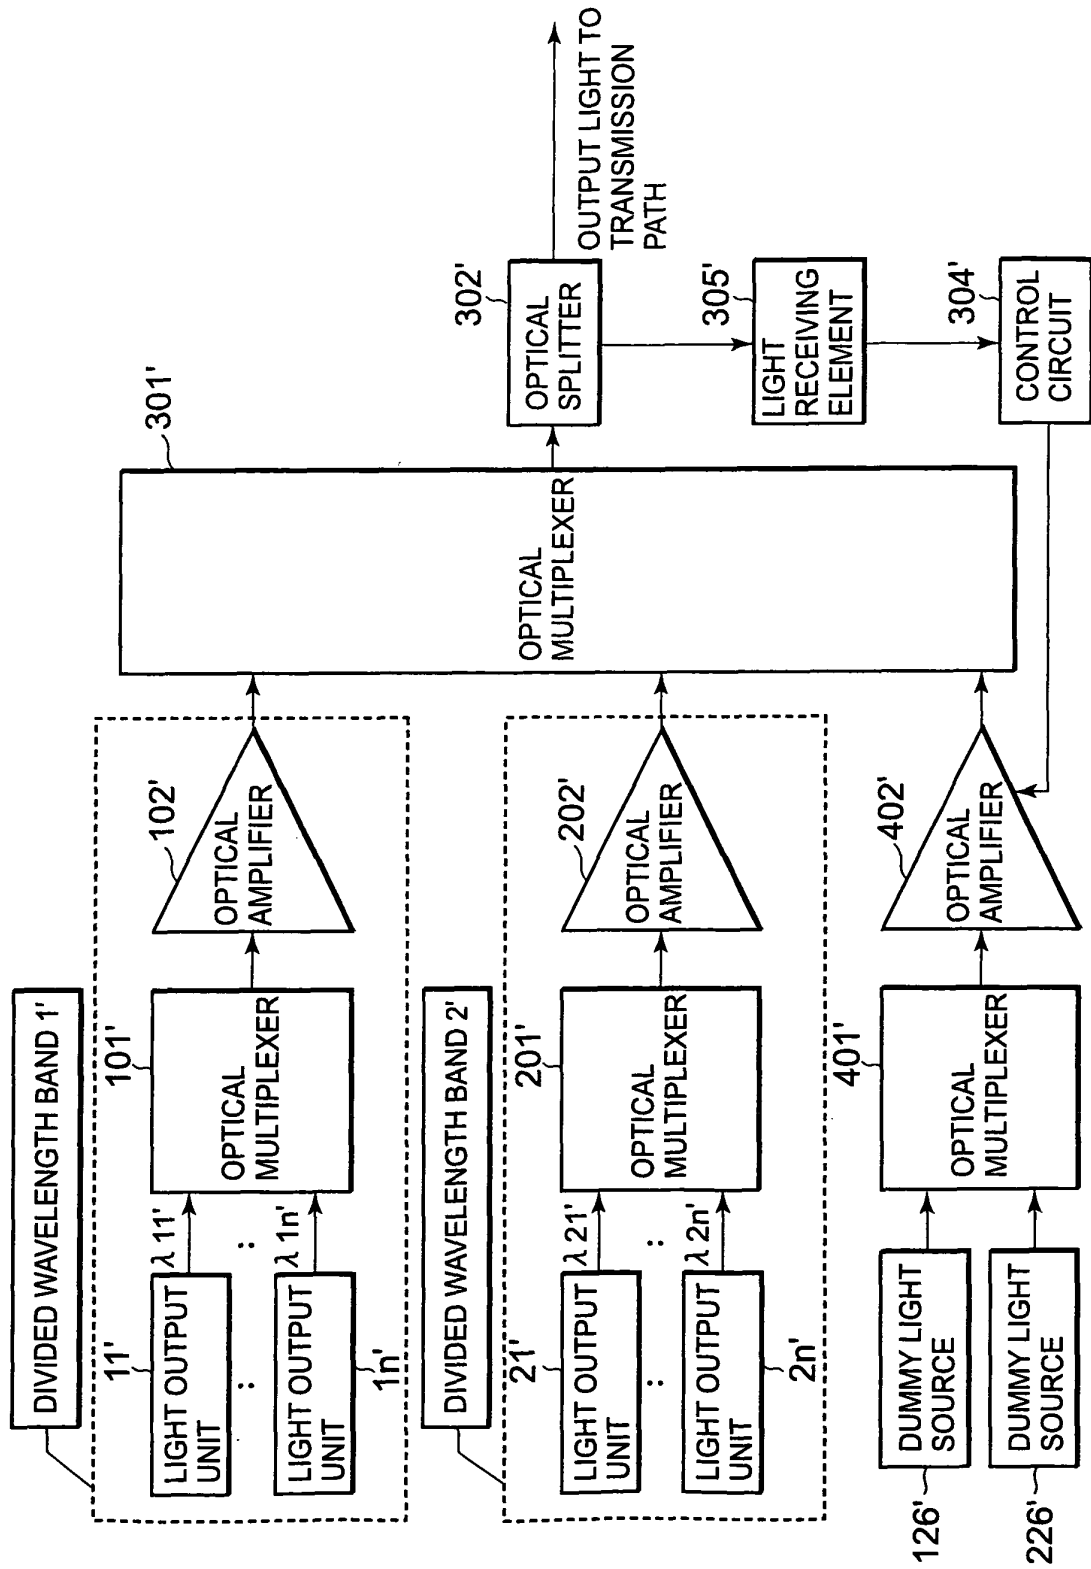 DIVIDED WAVELENGTH BAND 1'
11'
LIGHT OUTPUT
UNIT
λ 11'
:
:
LIGHT OUTPUT
UNIT
1n'
λ 1n'
101'
OPTICAL
MULTIPLEXER
102'
OPTICAL
AMPLIFIER
DIVIDED WAVELENGTH BAND 2'
21'
LIGHT OUTPUT
UNIT
λ 21'
:
:
LIGHT OUTPUT
UNIT
2n'
λ 2n'
201'
OPTICAL
MULTIPLEXER
202'
OPTICAL
AMPLIFIER
126'
DUMMY LIGHT
SOURCE
226'
DUMMY LIGHT
SOURCE
401'
OPTICAL
MULTIPLEXER
402'
OPTICAL
AMPLIFIER
301'
OPTICAL
MULTIPLEXER
302'
OPTICAL
SPLITTER
OUTPUT LIGHT TO
TRANSMISSION
PATH
305'
LIGHT
RECEIVING
ELEMENT
304'
CONTROL
CIRCUIT